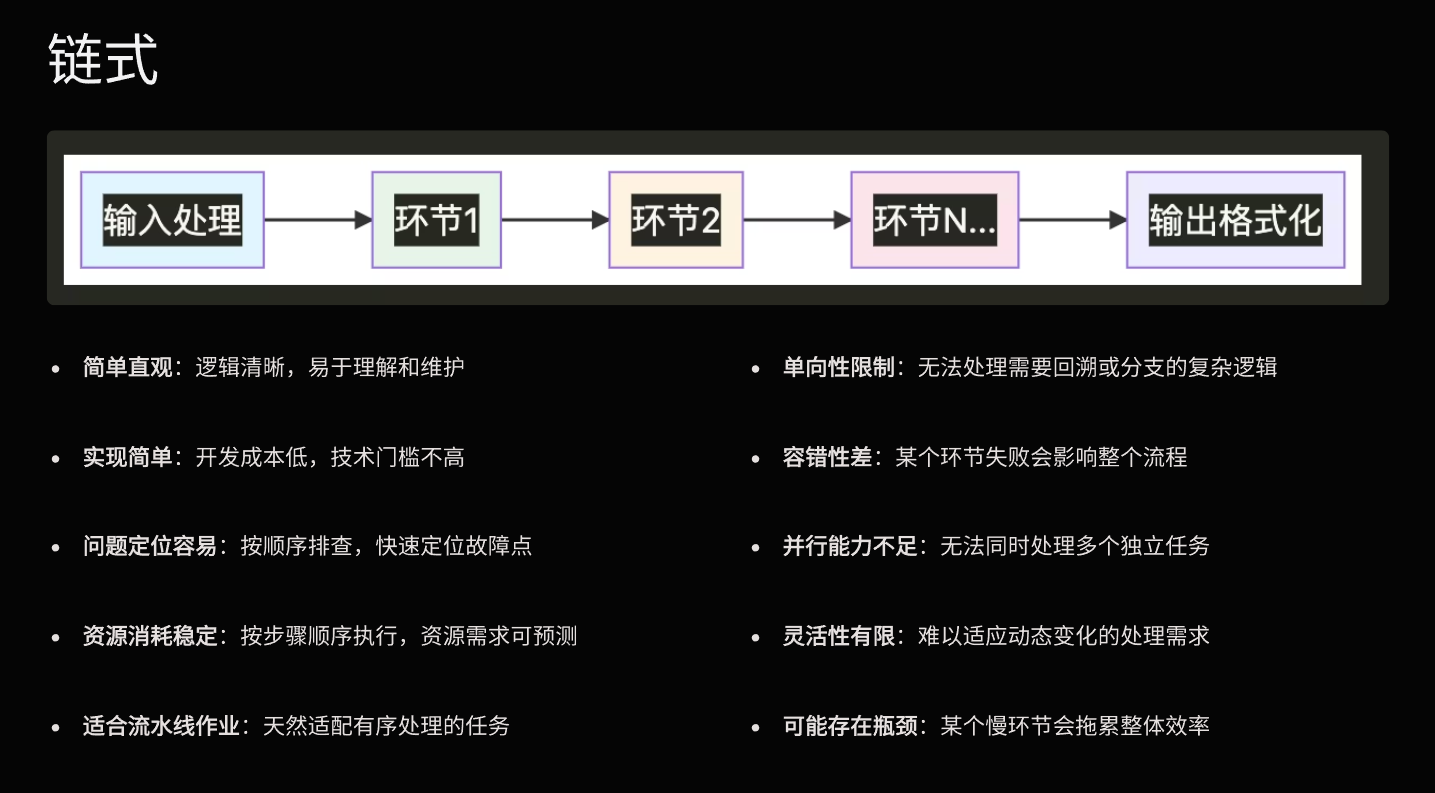 链式
输入处理
环节1
环节2
环节N...
输出格式化
简单直观：逻辑清晰，易于理解和维护
实现简单：开发成本低，技术门槛不高
问题定位容易：按顺序排查，快速定位故障点
资源消耗稳定：按步骤顺序执行，资源需求可预测
适合流水线作业：天然适配有序处理的任务
单向性限制：无法处理需要回溯或分支的复杂逻辑
容错性差：某个环节失败会影响整个流程
并行能力不足：无法同时处理多个独立任务
灵活性有限：难以适应动态变化的处理需求
可能存在瓶颈：某个慢环节会拖累整体效率